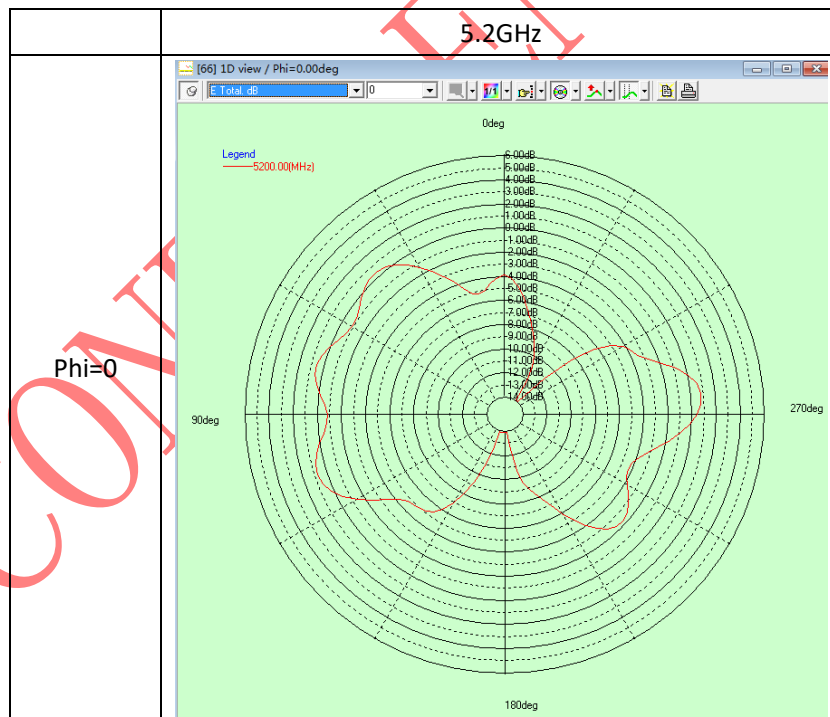 5.2GHz
[66] 1D view / Phi=0.00deg
E Total. dB 0
0deg
Legend
5200.00(MHz)
6.00dB
5.00dB
4.00dB
3.00dB
2.00dB
1.00dB
0.00dB
-1.00dB
-2.00dB
-3.00dB
-4.00dB
-5.00dB
-6.00dB
-7.00dB
-8.00dB
-9.00dB
-10.00dB
-11.00dB
-12.00dB
-13.00dB
-14.00dB
Phi=0
90deg
270deg
180deg